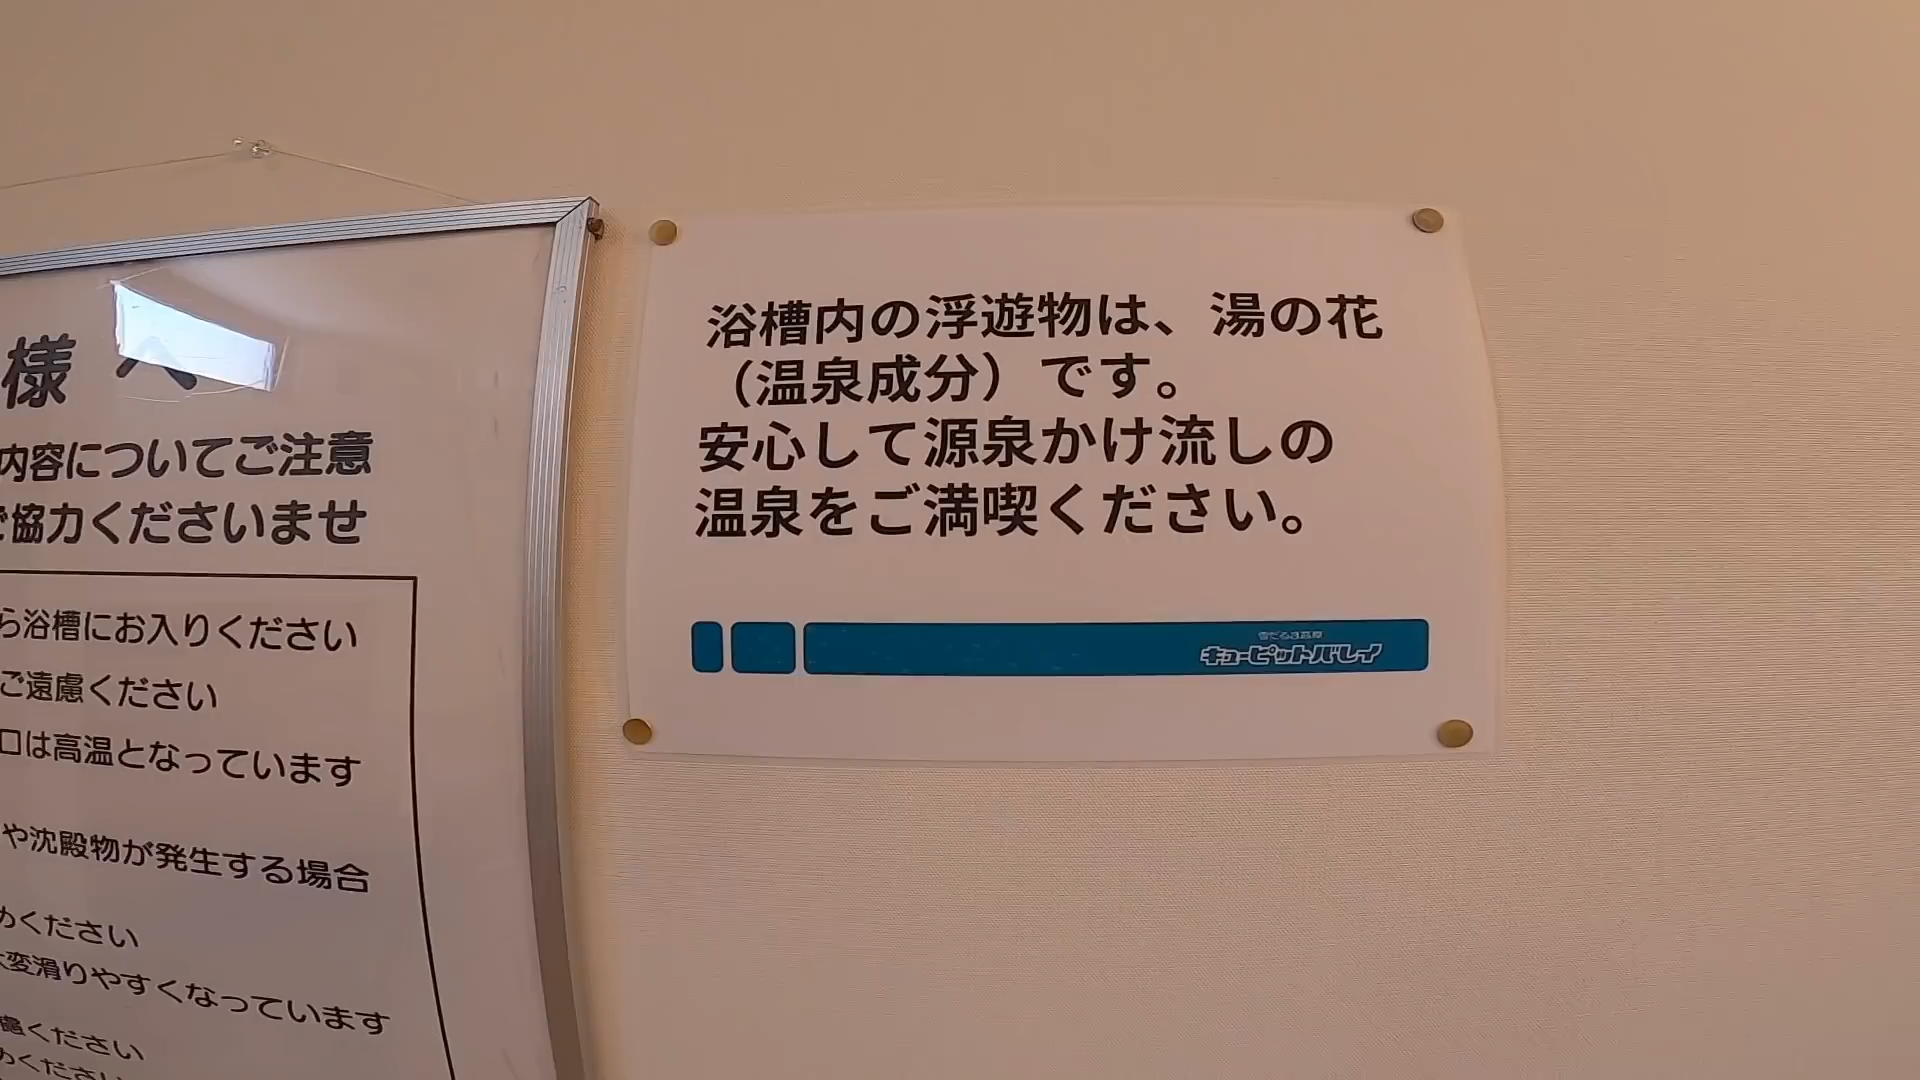 様へ
内容についてご注意
ご協力くださいませ
ら浴槽にお入りください
ご遠慮ください
口は高温となっています
や沈殿物が発生する場合
めください
大変滑りやすくなっています
慮ください
めください
浴槽内の浮遊物は、湯の花
（温泉成分）です。
安心して源泉かけ流しの
温泉をご満喫ください。
雪だるま高原
キューピットバレイ